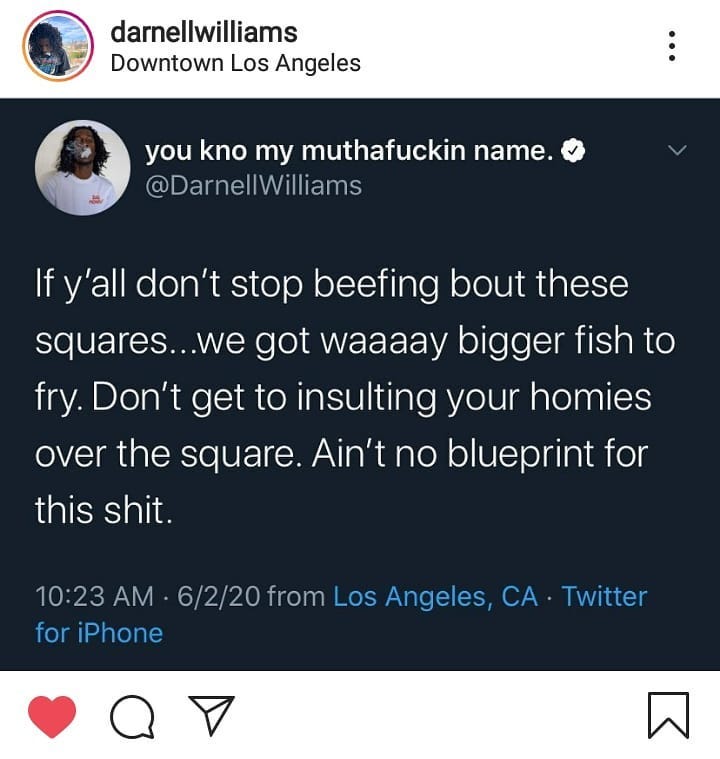 darnellwilliams
Downtown Los Angeles
you kno my muthafuckin name.
@DarnellWilliams
If y'all don't stop beefing bout these
squares...we got waaaay bigger fish to
fry. Don't get to insulting your homies
over the square. Ain't no blueprint for
this shit.
10:23 AM · 6/2/20 from Los Angeles, CA · Twitter
for iPhone